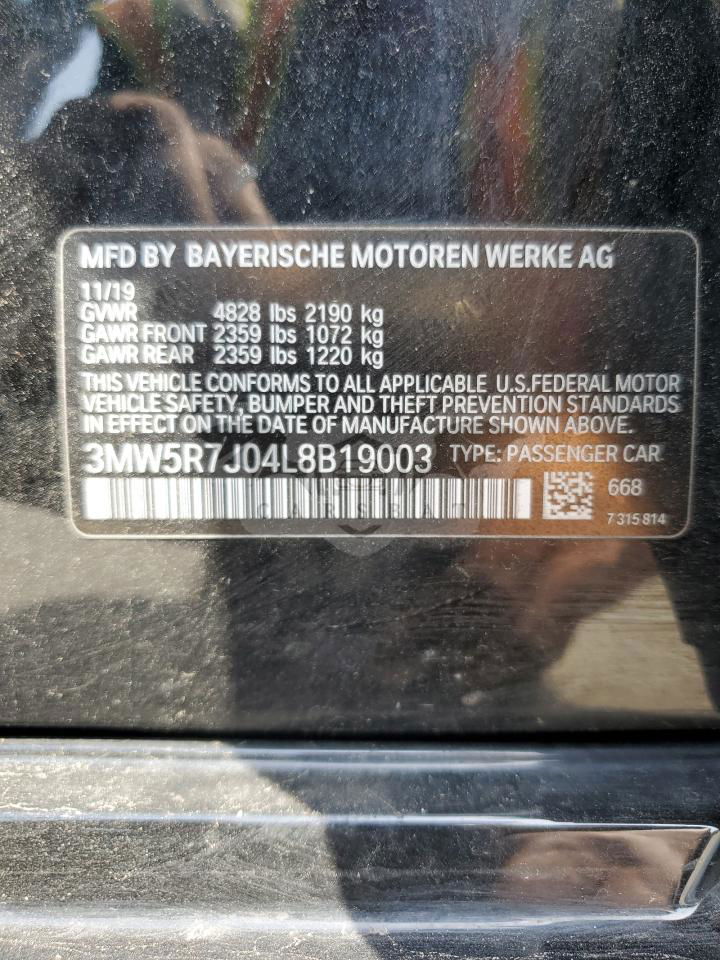 MFD BY BAYERISCHE MOTOREN WERKE AG
11/19
GVWR 4828 lbs 2190 kg
GAWR FRONT 2359 lbs 1072 kg
GAWR REAR 2359 lbs 1220 kg
THIS VEHICLE CONFORMS TO ALL APPLICABLE U.S.FEDERAL MOTOR
VEHICLE SAFETY, BUMPER AND THEFT PREVENTION STANDARDS
IN EFFECT ON THE DATE OF MANUFACTURE SHOWN ABOVE.
3MW5R7J04L8B19003 TYPE: PASSENGER CAR
668
7 315 814